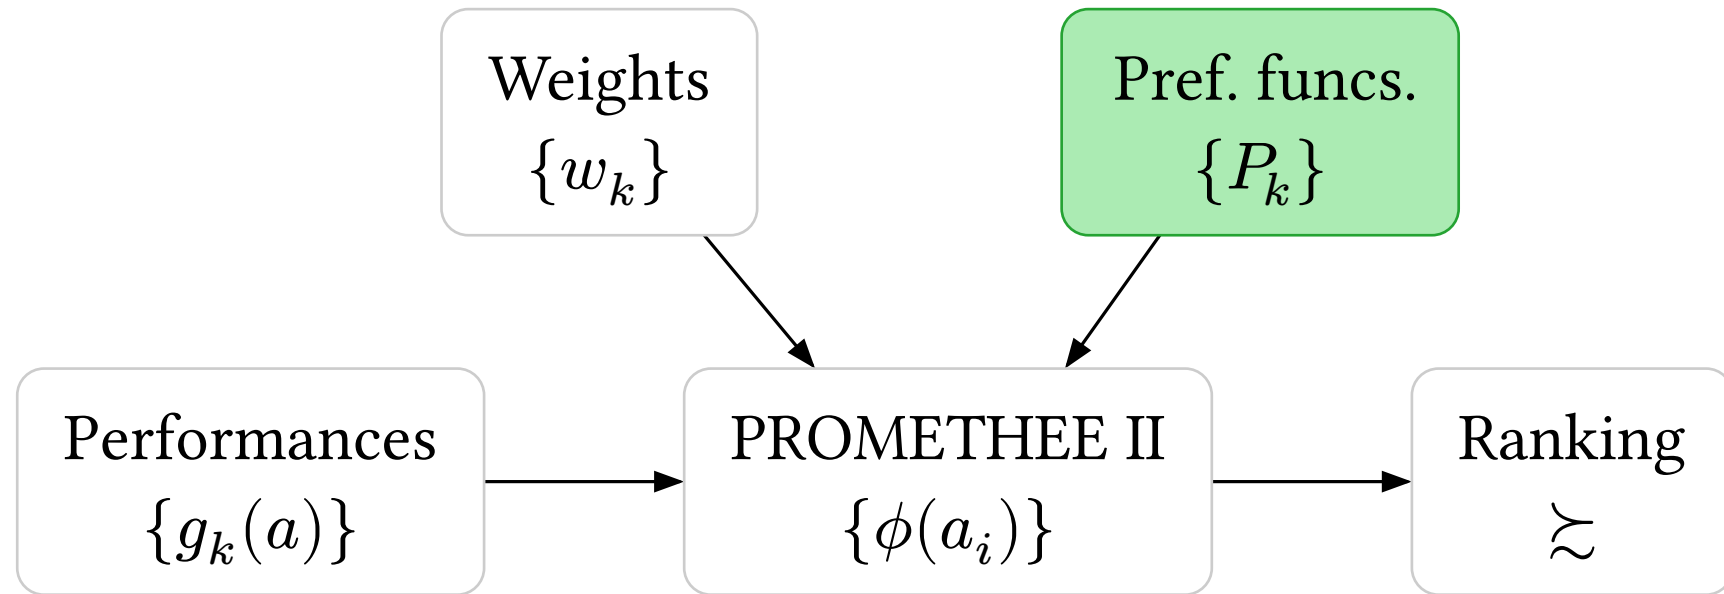 Weights
{w_k}
Pref. funcs.
{P_k}
Performances
{g_k(a)}
PROMETHEE II
{ϕ(a_i)}
Ranking
≿